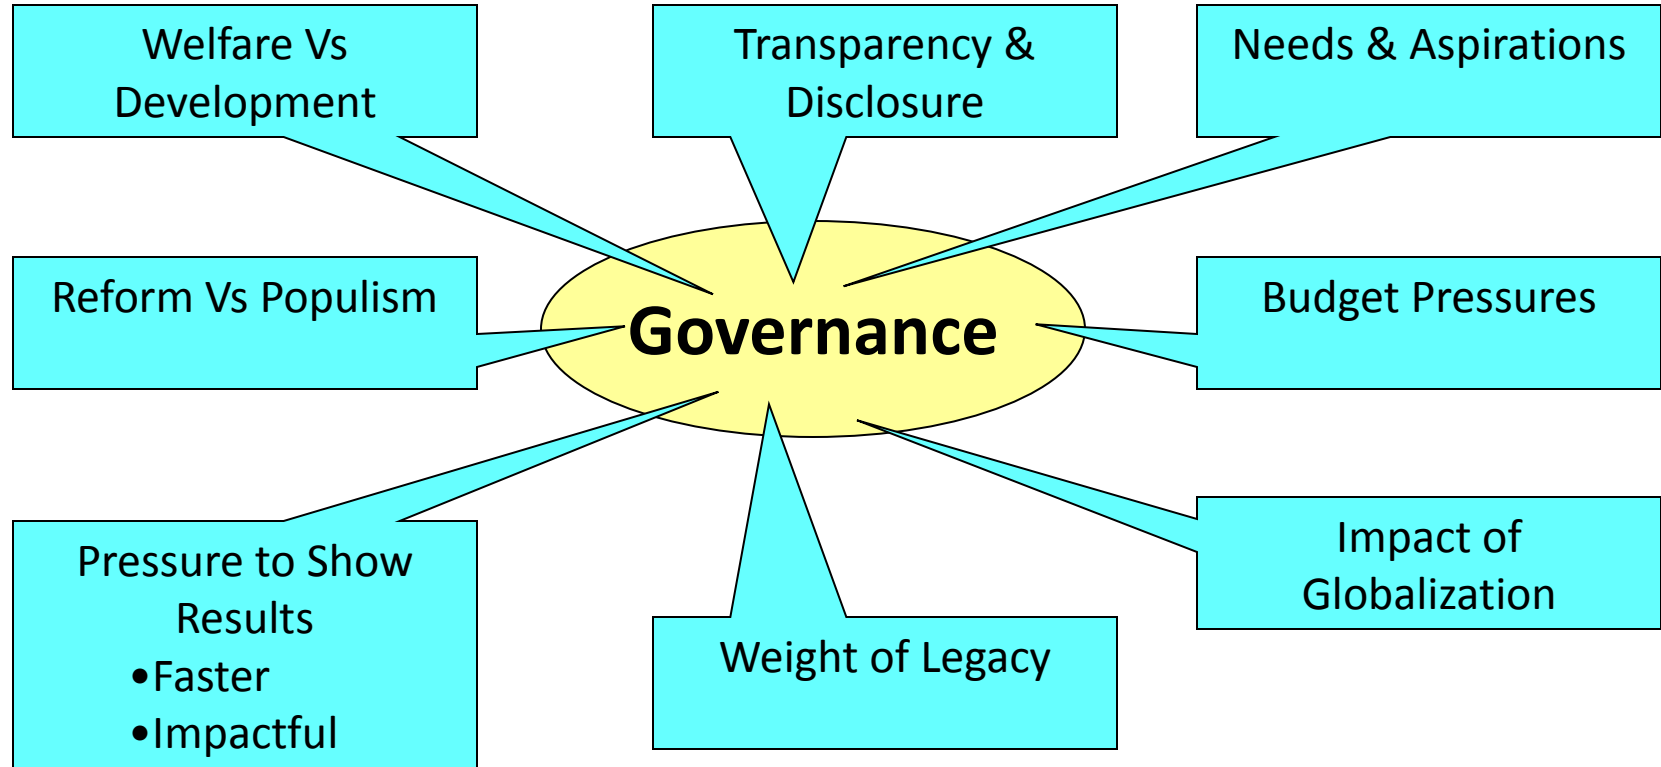 Welfare Vs
Development
Transparency &
Disclosure
Needs & Aspirations
Reform Vs Populism
Governance
Budget Pressures
Pressure to Show
Results
•Faster
•Impactful
Weight of Legacy
Impact of
Globalization